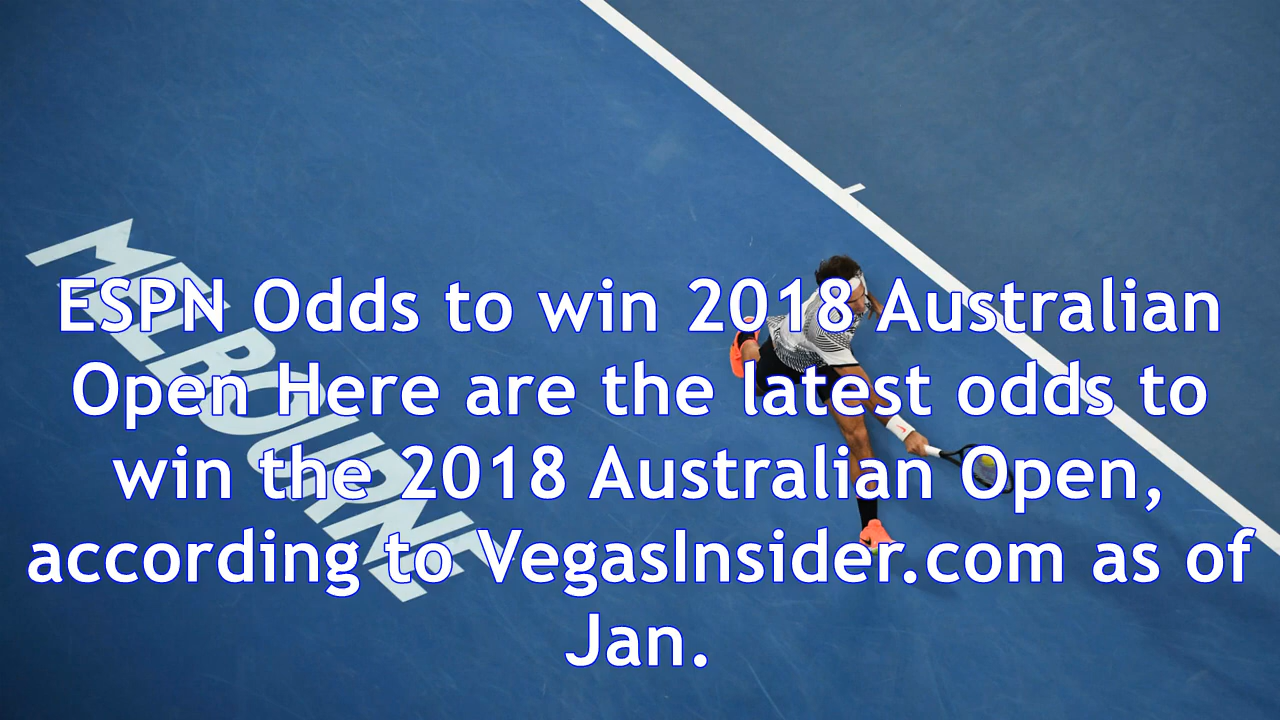 MELBOURNE
ESPN Odds to win 2018 Australian
Open Here are the latest odds to
win the 2018 Australian Open,
according to VegasInsider.com as of
Jan.